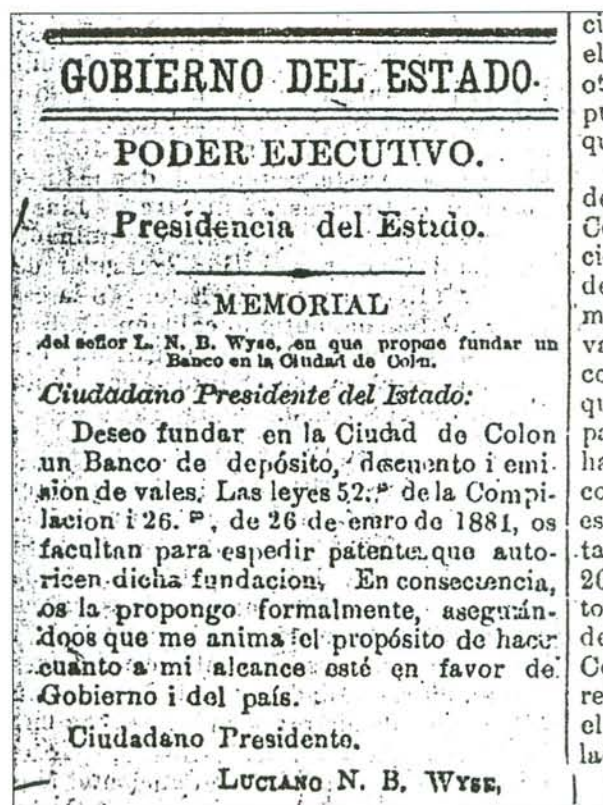 GOBIERNO DEL ESTADO.
PODER EJECUTIVO.
Presidencia del Estado.
MEMORIAL
del señor L. N. B. Wyse, en que propone fundar un
Banco en la Ciudad de Colon.
Ciudadano Presidente del Estado:
Deseo fundar en la Ciudad de Colon
un Banco de depósito, descuento i emi-
sion de vales. Las leyes 52.ª de la Compi-
lacion i 26.ª, de 26 de enero de 1881, os
facultan para espedir patente que auto-
ricen dicha fundacion. En consecuencia,
os la propongo formalmente, asegurán-
doos que me anima el propósito de hacer
cuanto a mi alcance esté en favor de
Gobierno i del país.
Ciudadano Presidente.
LUCIANO N. B. WYSE,